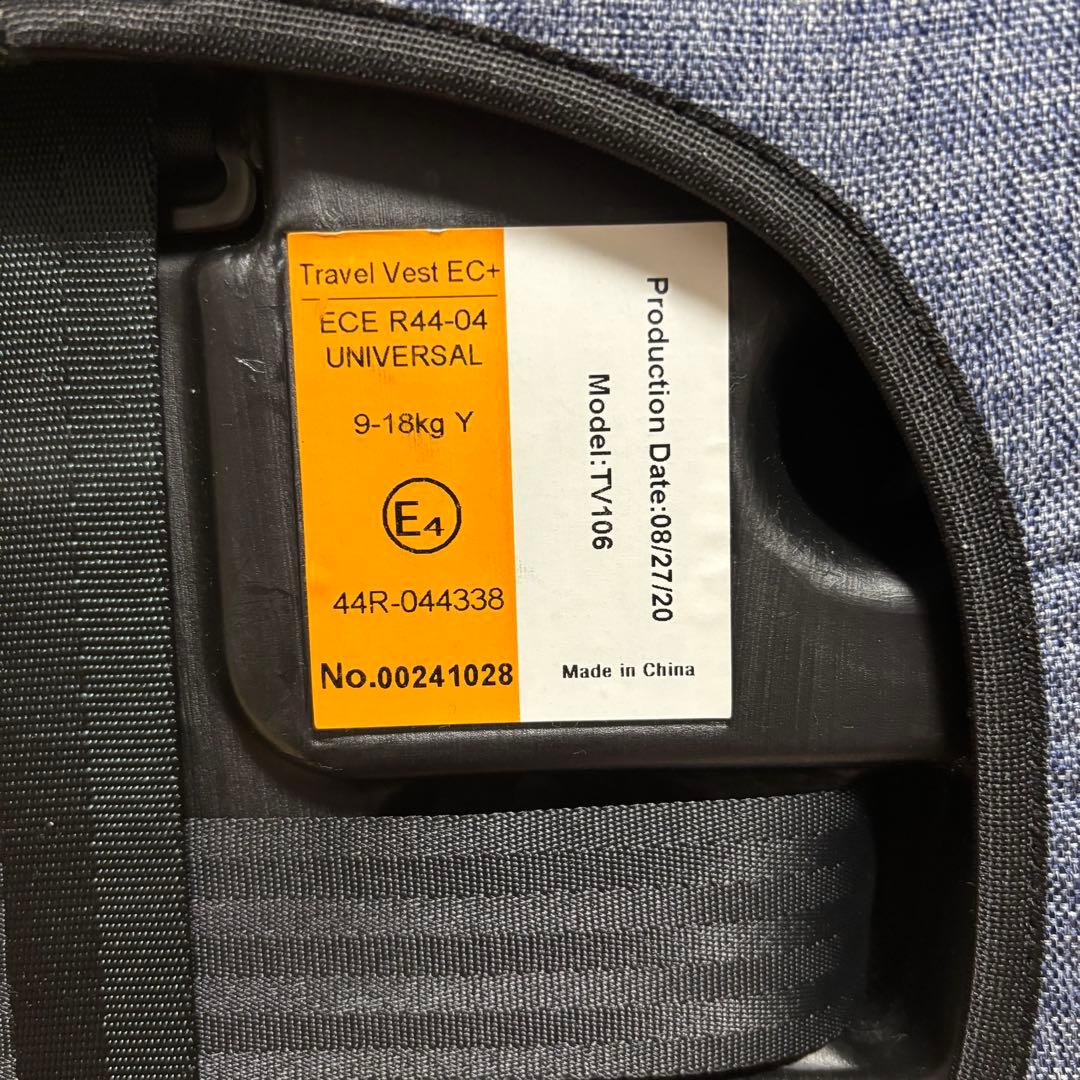 Travel Vest EC+
ECE R44-04
UNIVERSAL
9-18kg Y
E4
44R-044338
No.00241028
Production Date:08/27/20
Model:TV106
Made in China